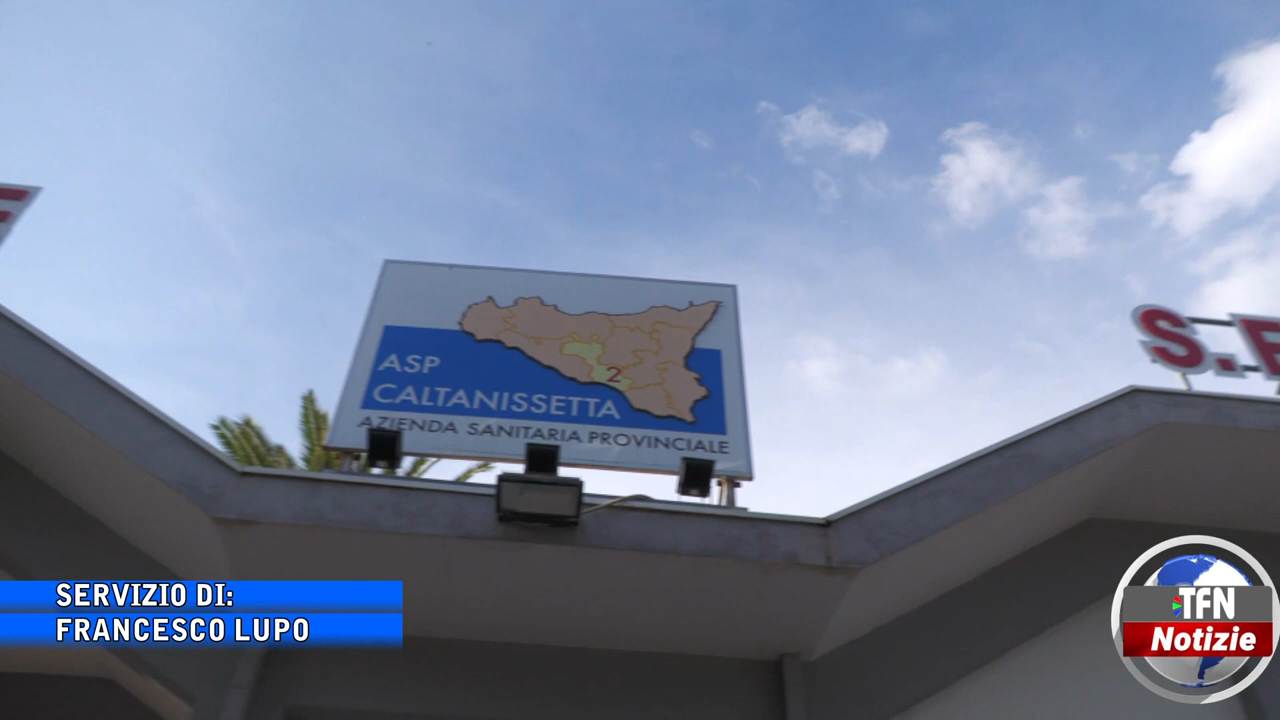 S.
ASP
2
CALTANISSETTA
AZIENDA SANITARIA PROVINCIALE
SERVIZIO DI:
FRANCESCO LUPO
TFN
Notizie